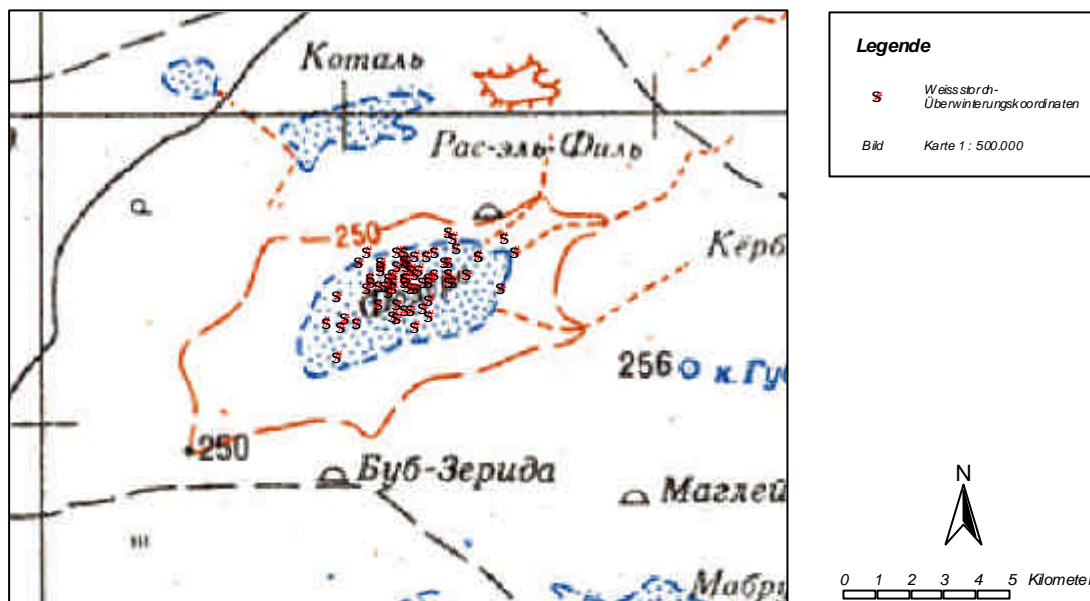 Коталь
Рас-эль-Филь
250
Кёрб
256
к. Гу
250
Буб-Зерида
Маглей
Мабр
Legende
Weissstorch-
Überwinterungskoordinaten
Bild
Karte 1 : 500.000
N
0 1 2 3 4 5 Kilometer